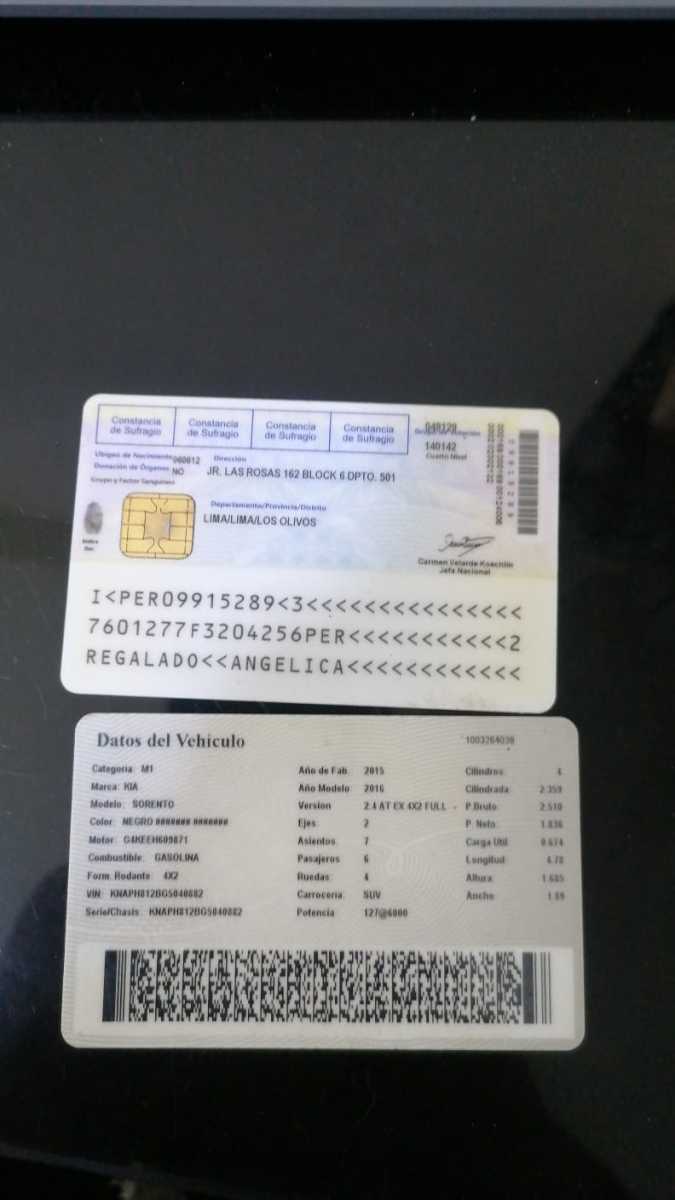 Constancia de Sufragio
Constancia de Sufragio
Constancia de Sufragio
Constancia de Sufragio
Ubigeo de Nacimiento 060612
Donación de Órganos NO
Grupo y Factor Sanguíneo
Dirección
JR. LAS ROSAS 162 BLOCK 6 DPTO. 501
Departamento/Provincia/Distrito
LIMA/LIMA/LOS OLIVOS
140142
Carmen Velarde Koechlin
Jefa Nacional
I<PER09915289<3<<<<<<<<<<<<<<<
7601277F3204256PER<<<<<<<<<<<2
REGALADO<<ANGELICA<<<<<<<<<<<<
Datos del Vehículo
1003264038
Categoria: M1
Marca: KIA
Modelo: SORENTO
Color: NEGRO ####### #######
Motor: G4KEEH609871
Combustible: GASOLINA
Form. Rodante 4X2
VIN: KNAPH812BG5040882
Serie/Chasis: KNAPH812BG5040882
Año de Fab. 2015
Año Modelo 2016
Version 2.4 AT EX 4X2 FULL -
Ejes: 2
Asientos: 7
Pasajeros 6
Ruedas: 4
Carroceria: SUV
Potencia: 127@6000
Cilindros: 4
Cilindrada 2.359
P.Bruto: 2.510
P. Neto: 1.836
Carga Util 0.674
Longitud 4.78
Altura: 1.685
Ancho: 1.89